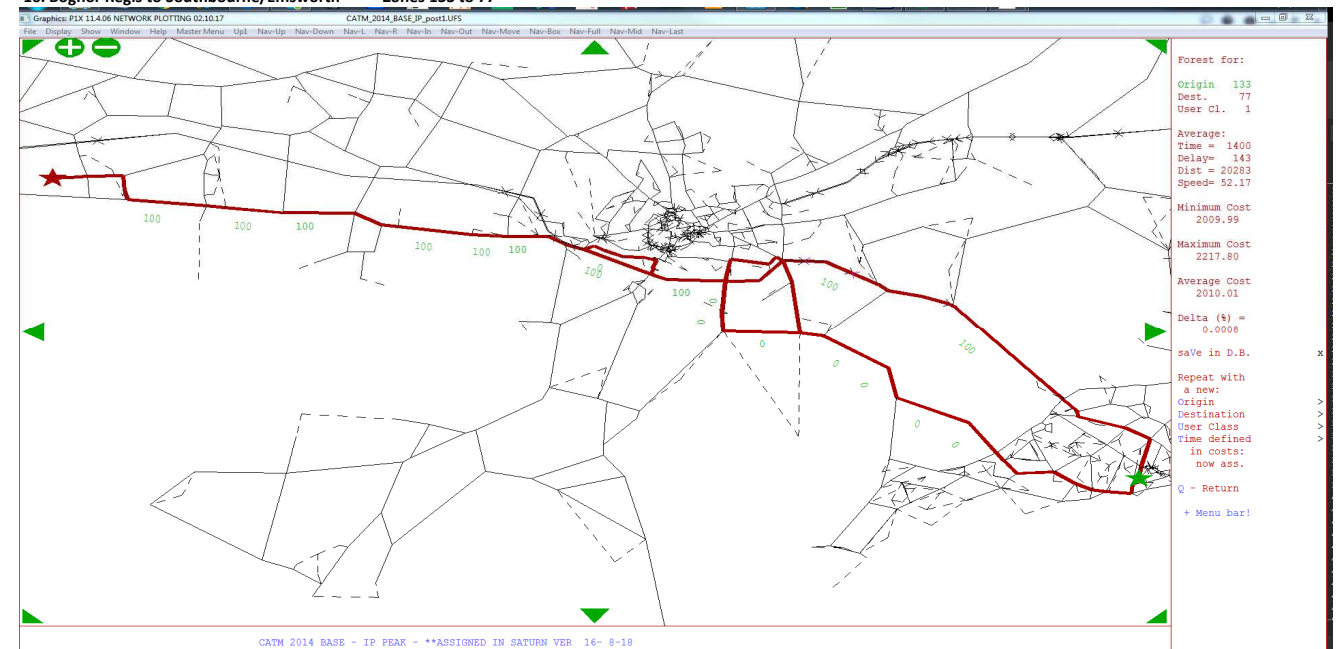 16. Bognor Regis to Southbourne/Emsworth Zones 133 to 77
Graphics: P1X 11.4.06 NETWORK PLOTTING 02.10.17 CATM_2014_BASE_IP_post1.UFS
File Display Show Window Help Master Menu Up1 Nav-Up Nav-Down Nav-L Nav-R Nav-In Nav-Out Nav-Move Nav-Box Nav-Full Nav-Mid Nav-Last
Forest for:
Origin 133
Dest. 77
User Cl. 1
Average:
Time = 1400
Delay= 143
Dist = 20283
Speed= 52.17
Minimum Cost
2009.99
Maximum Cost
2217.80
Average Cost
2010.01
Delta (%) =
0.0008
saVe in D.B. x
Repeat with
a new:
Origin >
Destination >
User Class >
Time defined >
in costs:
now ass.
Q - Return
+ Menu bar!
100
100
100
100
100
100
100
0
100
0
0
0
100
100
0
0
0
0
CATM 2014 BASE - IP PEAK - **ASSIGNED IN SATURN VER 16- 8-18